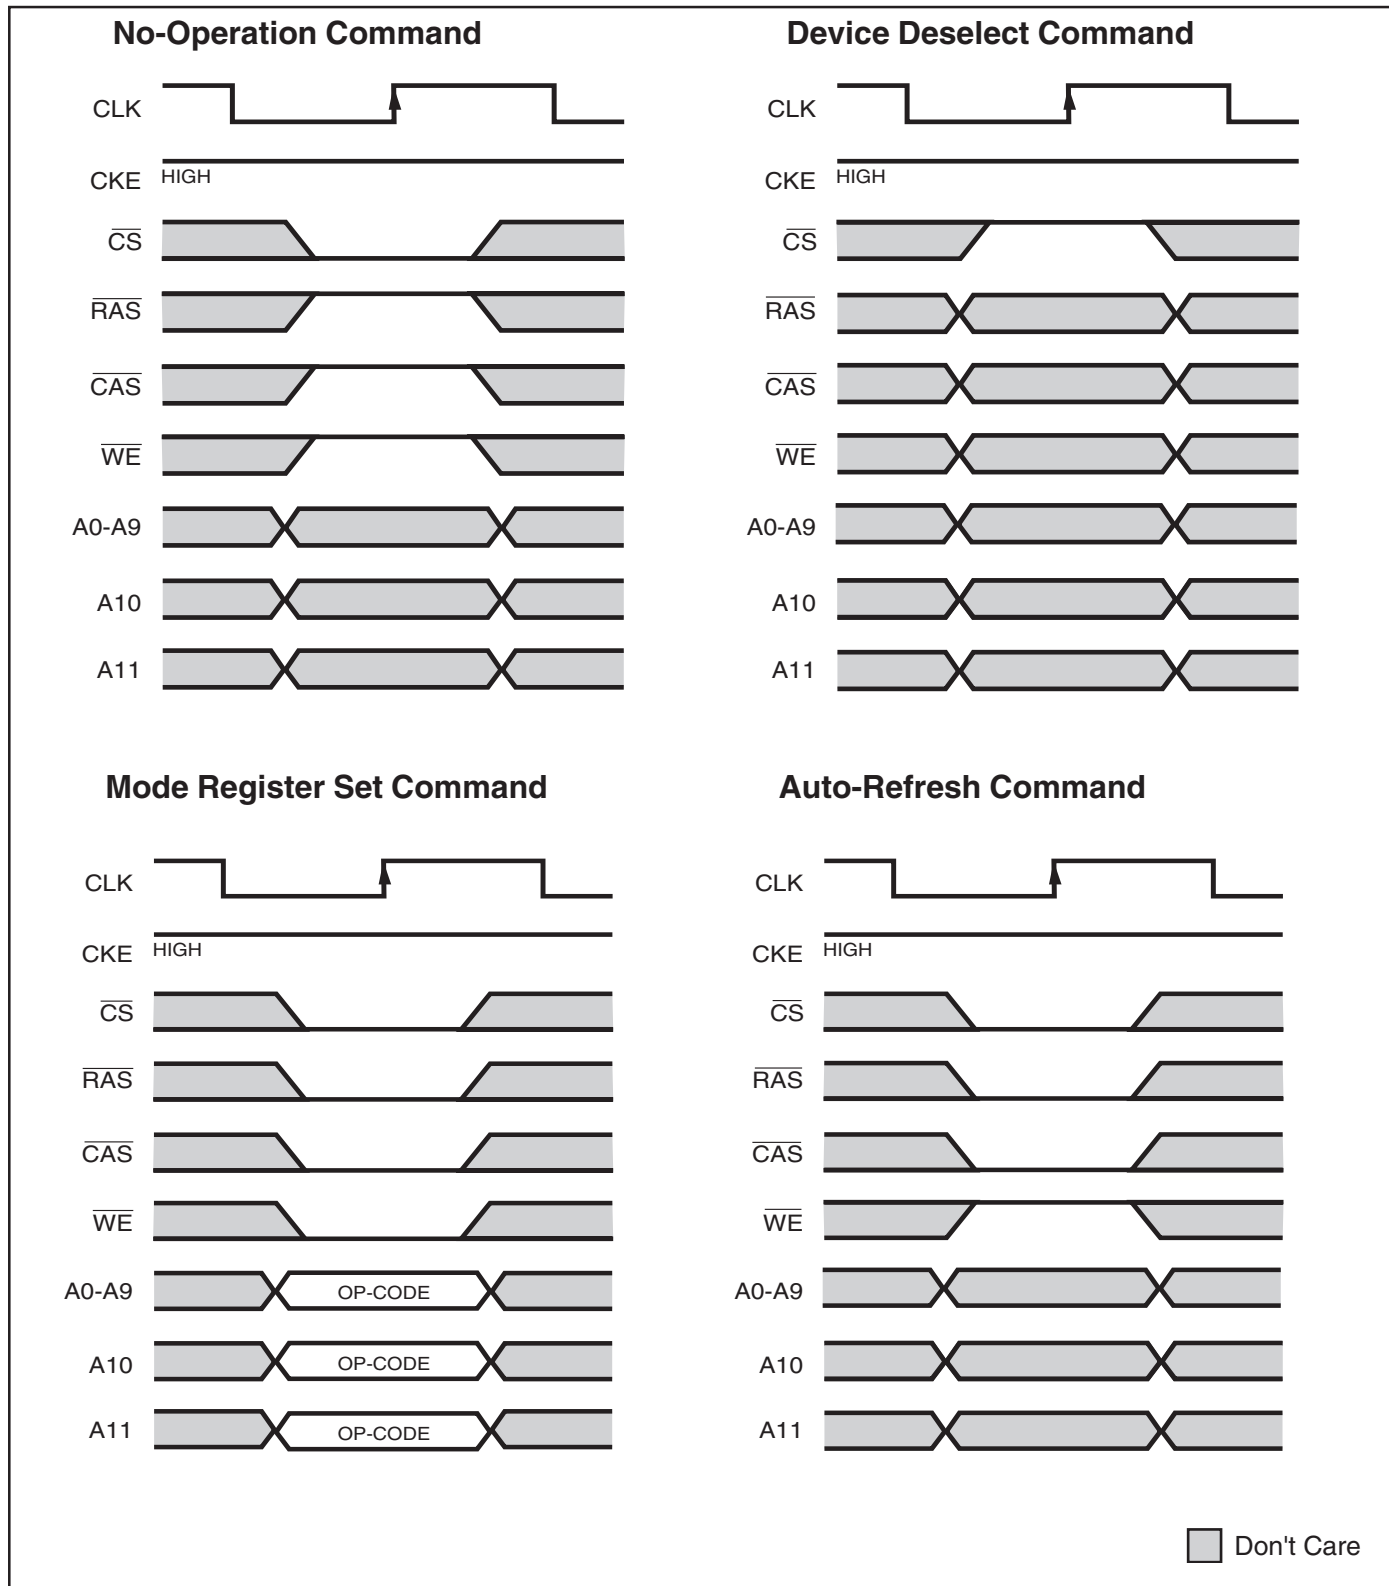 No-Operation Command
CLK
CKE HIGH
CS
RAS
CAS
WE
A0-A9
A10
A11
Device Deselect Command
CLK
CKE HIGH
CS
RAS
CAS
WE
A0-A9
A10
A11
Mode Register Set Command
CLK
CKE HIGH
CS
RAS
CAS
WE
A0-A9 OP-CODE
A10 OP-CODE
A11 OP-CODE
Auto-Refresh Command
CLK
CKE HIGH
CS
RAS
CAS
WE
A0-A9
A10
A11
Don't Care